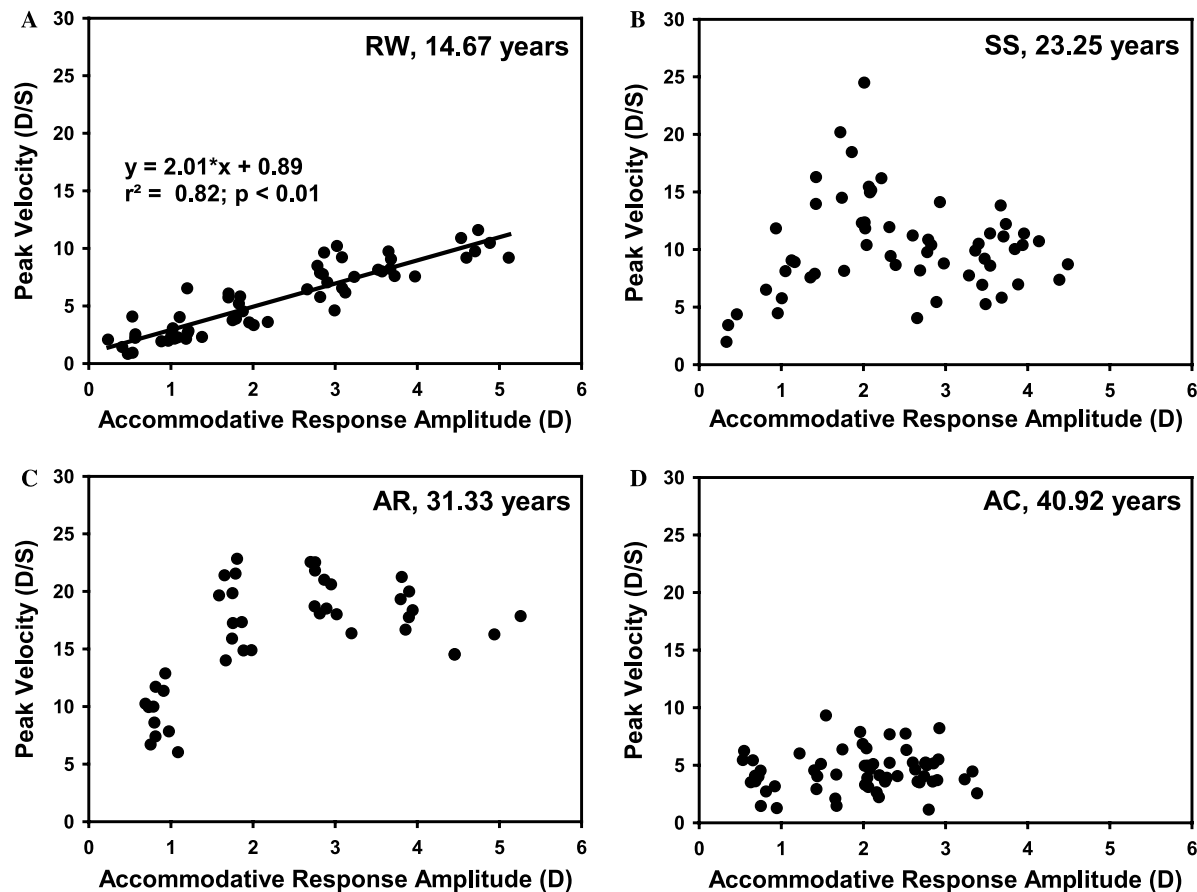 A
RW, 14.67 years
30
25
20
15
10
5
0
Peak Velocity (D/S)
y = 2.01*x + 0.89
r² = 0.82; p < 0.01
0 1 2 3 4 5 6
Accommodative Response Amplitude (D)
B
SS, 23.25 years
30
25
20
15
10
5
0
Peak Velocity (D/S)
0 1 2 3 4 5 6
Accommodative Response Amplitude (D)
C
AR, 31.33 years
30
25
20
15
10
5
0
Peak Velocity (D/S)
0 1 2 3 4 5 6
Accommodative Response Amplitude (D)
D
AC, 40.92 years
30
25
20
15
10
5
0
Peak Velocity (D/S)
0 1 2 3 4 5 6
Accommodative Response Amplitude (D)